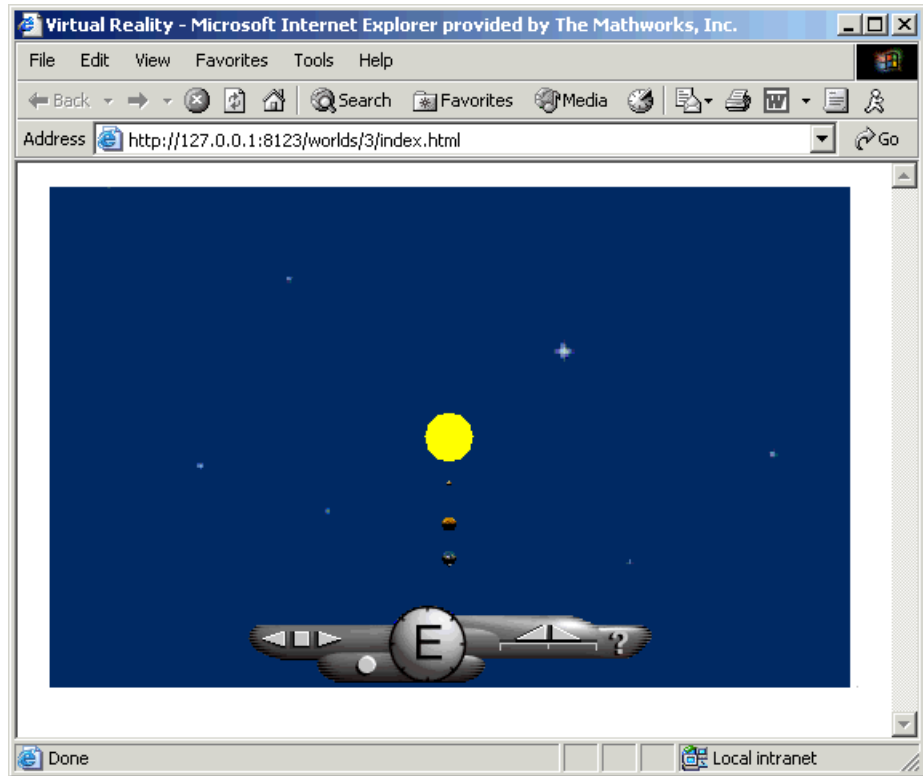 Virtual Reality - Microsoft Internet Explorer provided by The Mathworks, Inc.
File Edit View Favorites Tools Help
Back Search Favorites Media W
Address http://127.0.0.1:8123/worlds/3/index.html Go
E ?
Done Local intranet